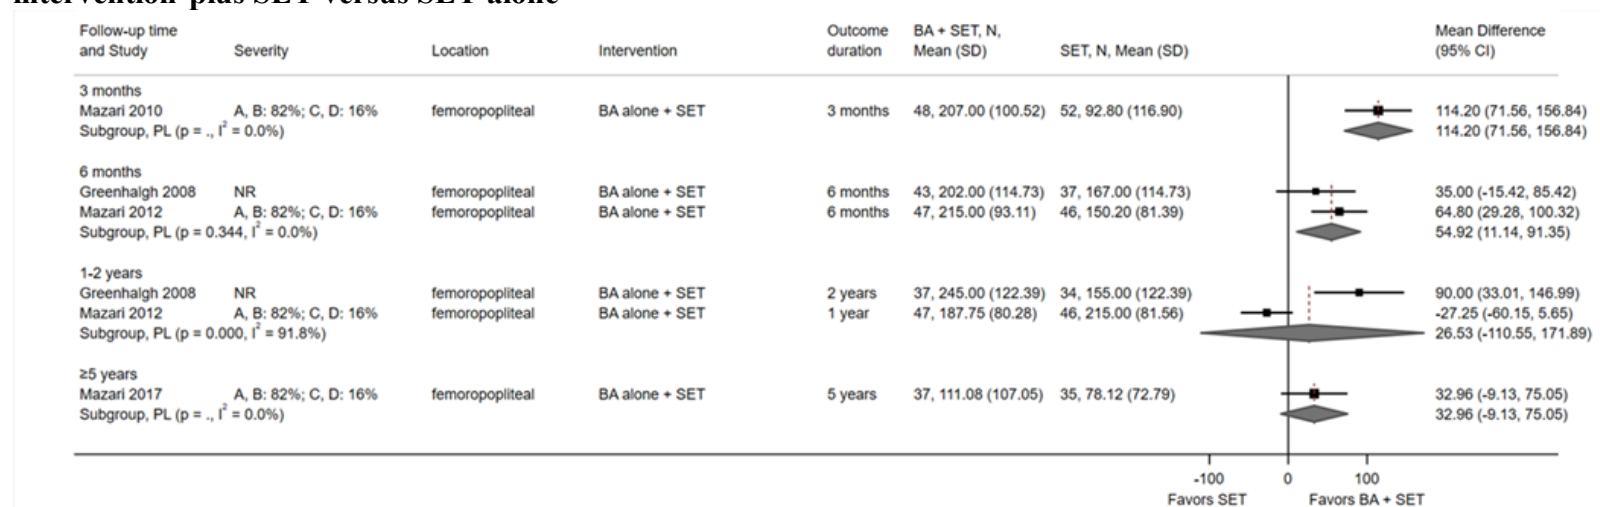 intervention plus SET versus SET alone
Follow-up time and Study Severity Location Intervention Outcome duration BA + SET, N, Mean (SD) SET, N, Mean (SD) Mean Difference (95% CI)
3 months
Mazari 2010 A, B: 82%; C, D: 16% femoropopliteal BA alone + SET 3 months 48, 207.00 (100.52) 52, 92.80 (116.90) 114.20 (71.56, 156.84)
Subgroup, PL (p = ., I² = 0.0%) 114.20 (71.56, 156.84)
6 months
Greenhalgh 2008 NR femoropopliteal BA alone + SET 6 months 43, 202.00 (114.73) 37, 167.00 (114.73) 35.00 (-15.42, 85.42)
Mazari 2012 A, B: 82%; C, D: 16% femoropopliteal BA alone + SET 6 months 47, 215.00 (93.11) 46, 150.20 (81.39) 64.80 (29.28, 100.32)
Subgroup, PL (p = 0.344, I² = 0.0%) 54.92 (11.14, 91.35)
1-2 years
Greenhalgh 2008 NR femoropopliteal BA alone + SET 2 years 37, 245.00 (122.39) 34, 155.00 (122.39) 90.00 (33.01, 146.99)
Mazari 2012 A, B: 82%; C, D: 16% femoropopliteal BA alone + SET 1 year 47, 187.75 (80.28) 46, 215.00 (81.56) -27.25 (-60.15, 5.65)
Subgroup, PL (p = 0.000, I² = 91.8%) 26.53 (-110.55, 171.89)
≥5 years
Mazari 2017 A, B: 82%; C, D: 16% femoropopliteal BA alone + SET 5 years 37, 111.08 (107.05) 35, 78.12 (72.79) 32.96 (-9.13, 75.05)
Subgroup, PL (p = ., I² = 0.0%) 32.96 (-9.13, 75.05)
-100 0 100
Favors SET Favors BA + SET